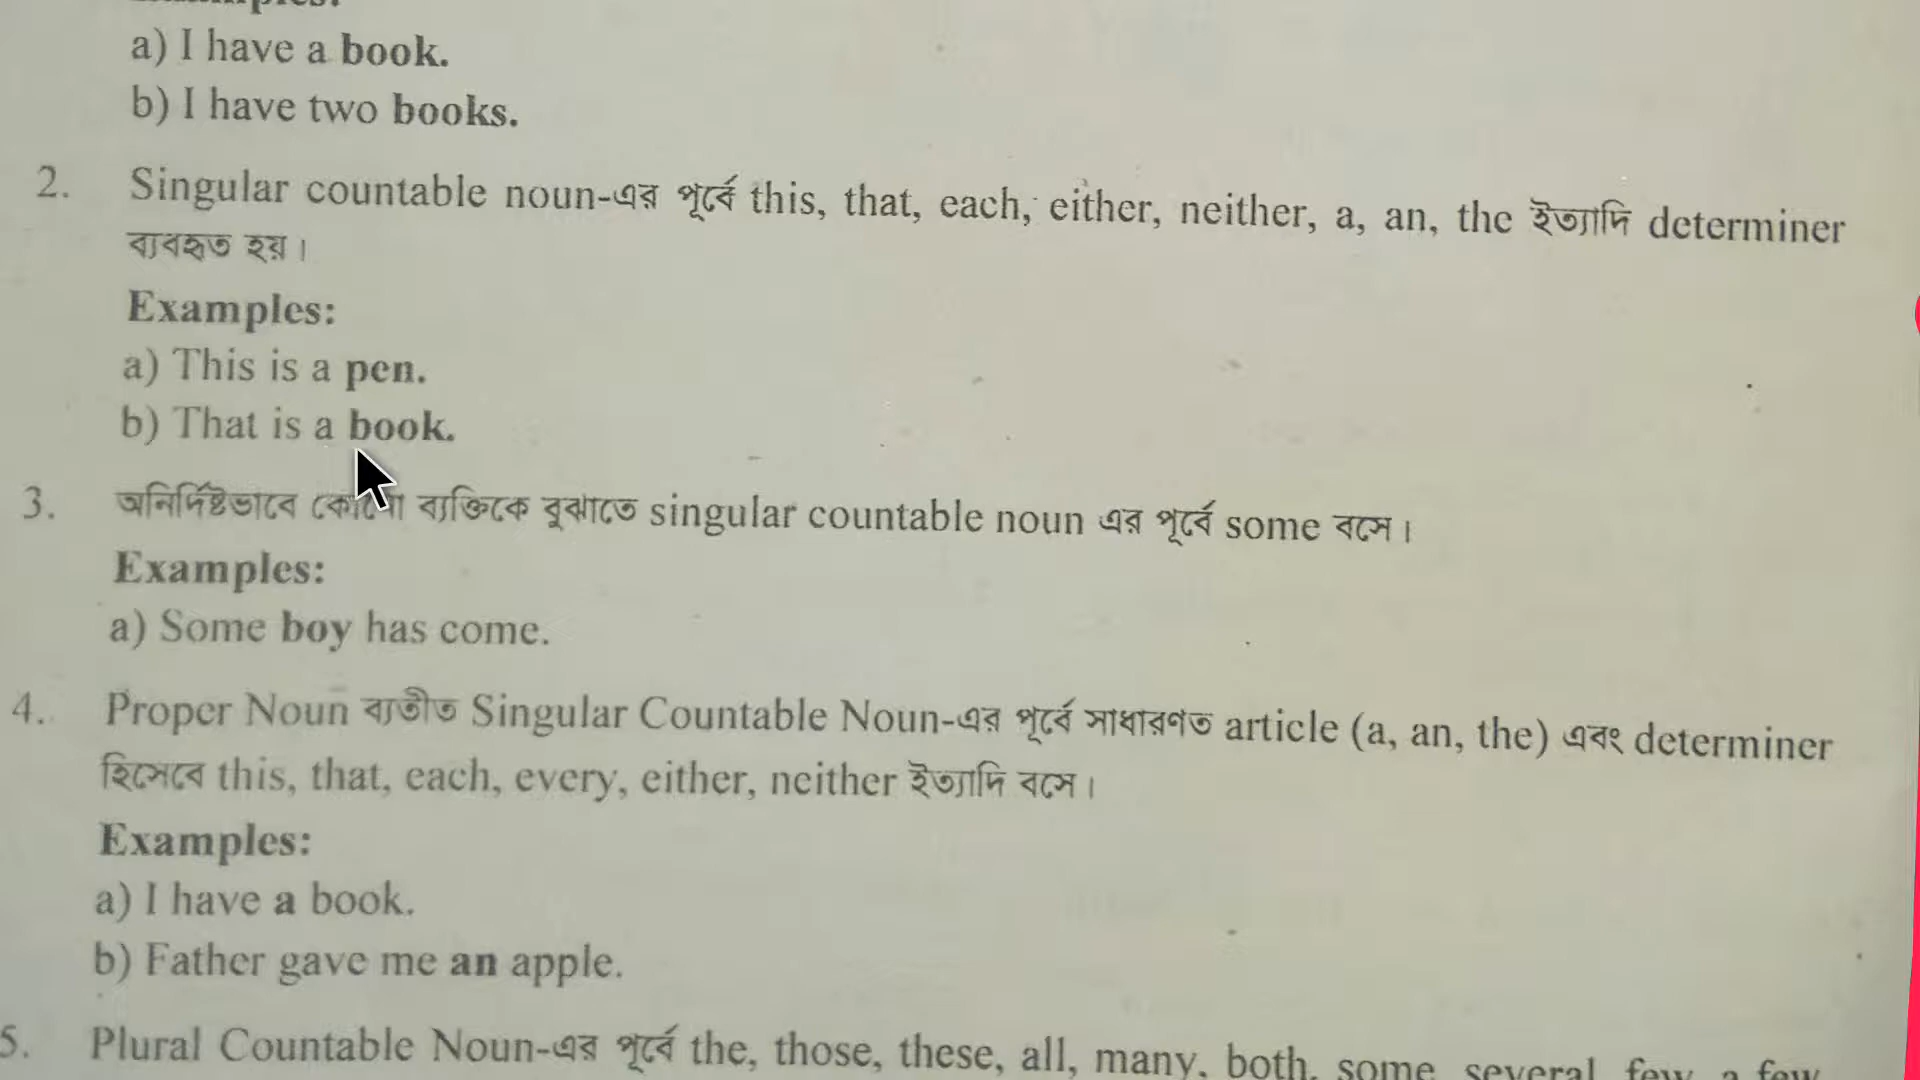 a) I have a book.
b) I have two books.
2. Singular countable noun-এর পূর্বে this, that, each, either, neither, a, an, the ইত্যাদি determiner
ব্যবহৃত হয়।
Examples:
a) This is a pen.
b) That is a book.
3. অনির্দিষ্টভাবে কোনো ব্যক্তিকে বুঝাতে singular countable noun এর পূর্বে some বসে।
Examples:
a) Some boy has come.
4. Proper Noun ব্যতীত Singular Countable Noun-এর পূর্বে সাধারণত article (a, an, the) এবং determiner
হিসেবে this, that, each, every, either, neither ইত্যাদি বসে।
Examples:
a) I have a book.
b) Father gave me an apple.
5. Plural Countable Noun-এর পূর্বে the, those, these, all, many, both, some, several, few, a few,